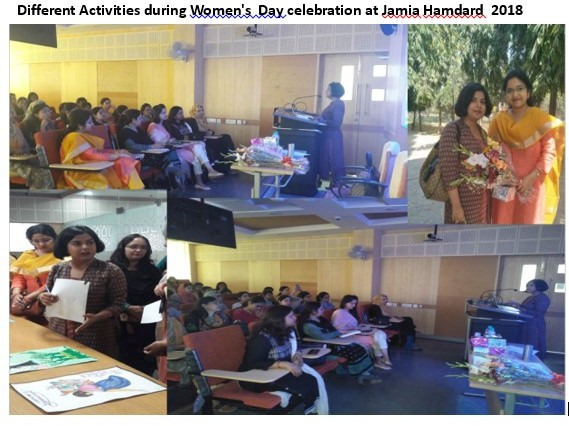 Different Activities during Women's Day celebration at Jamia Hamdard 2018